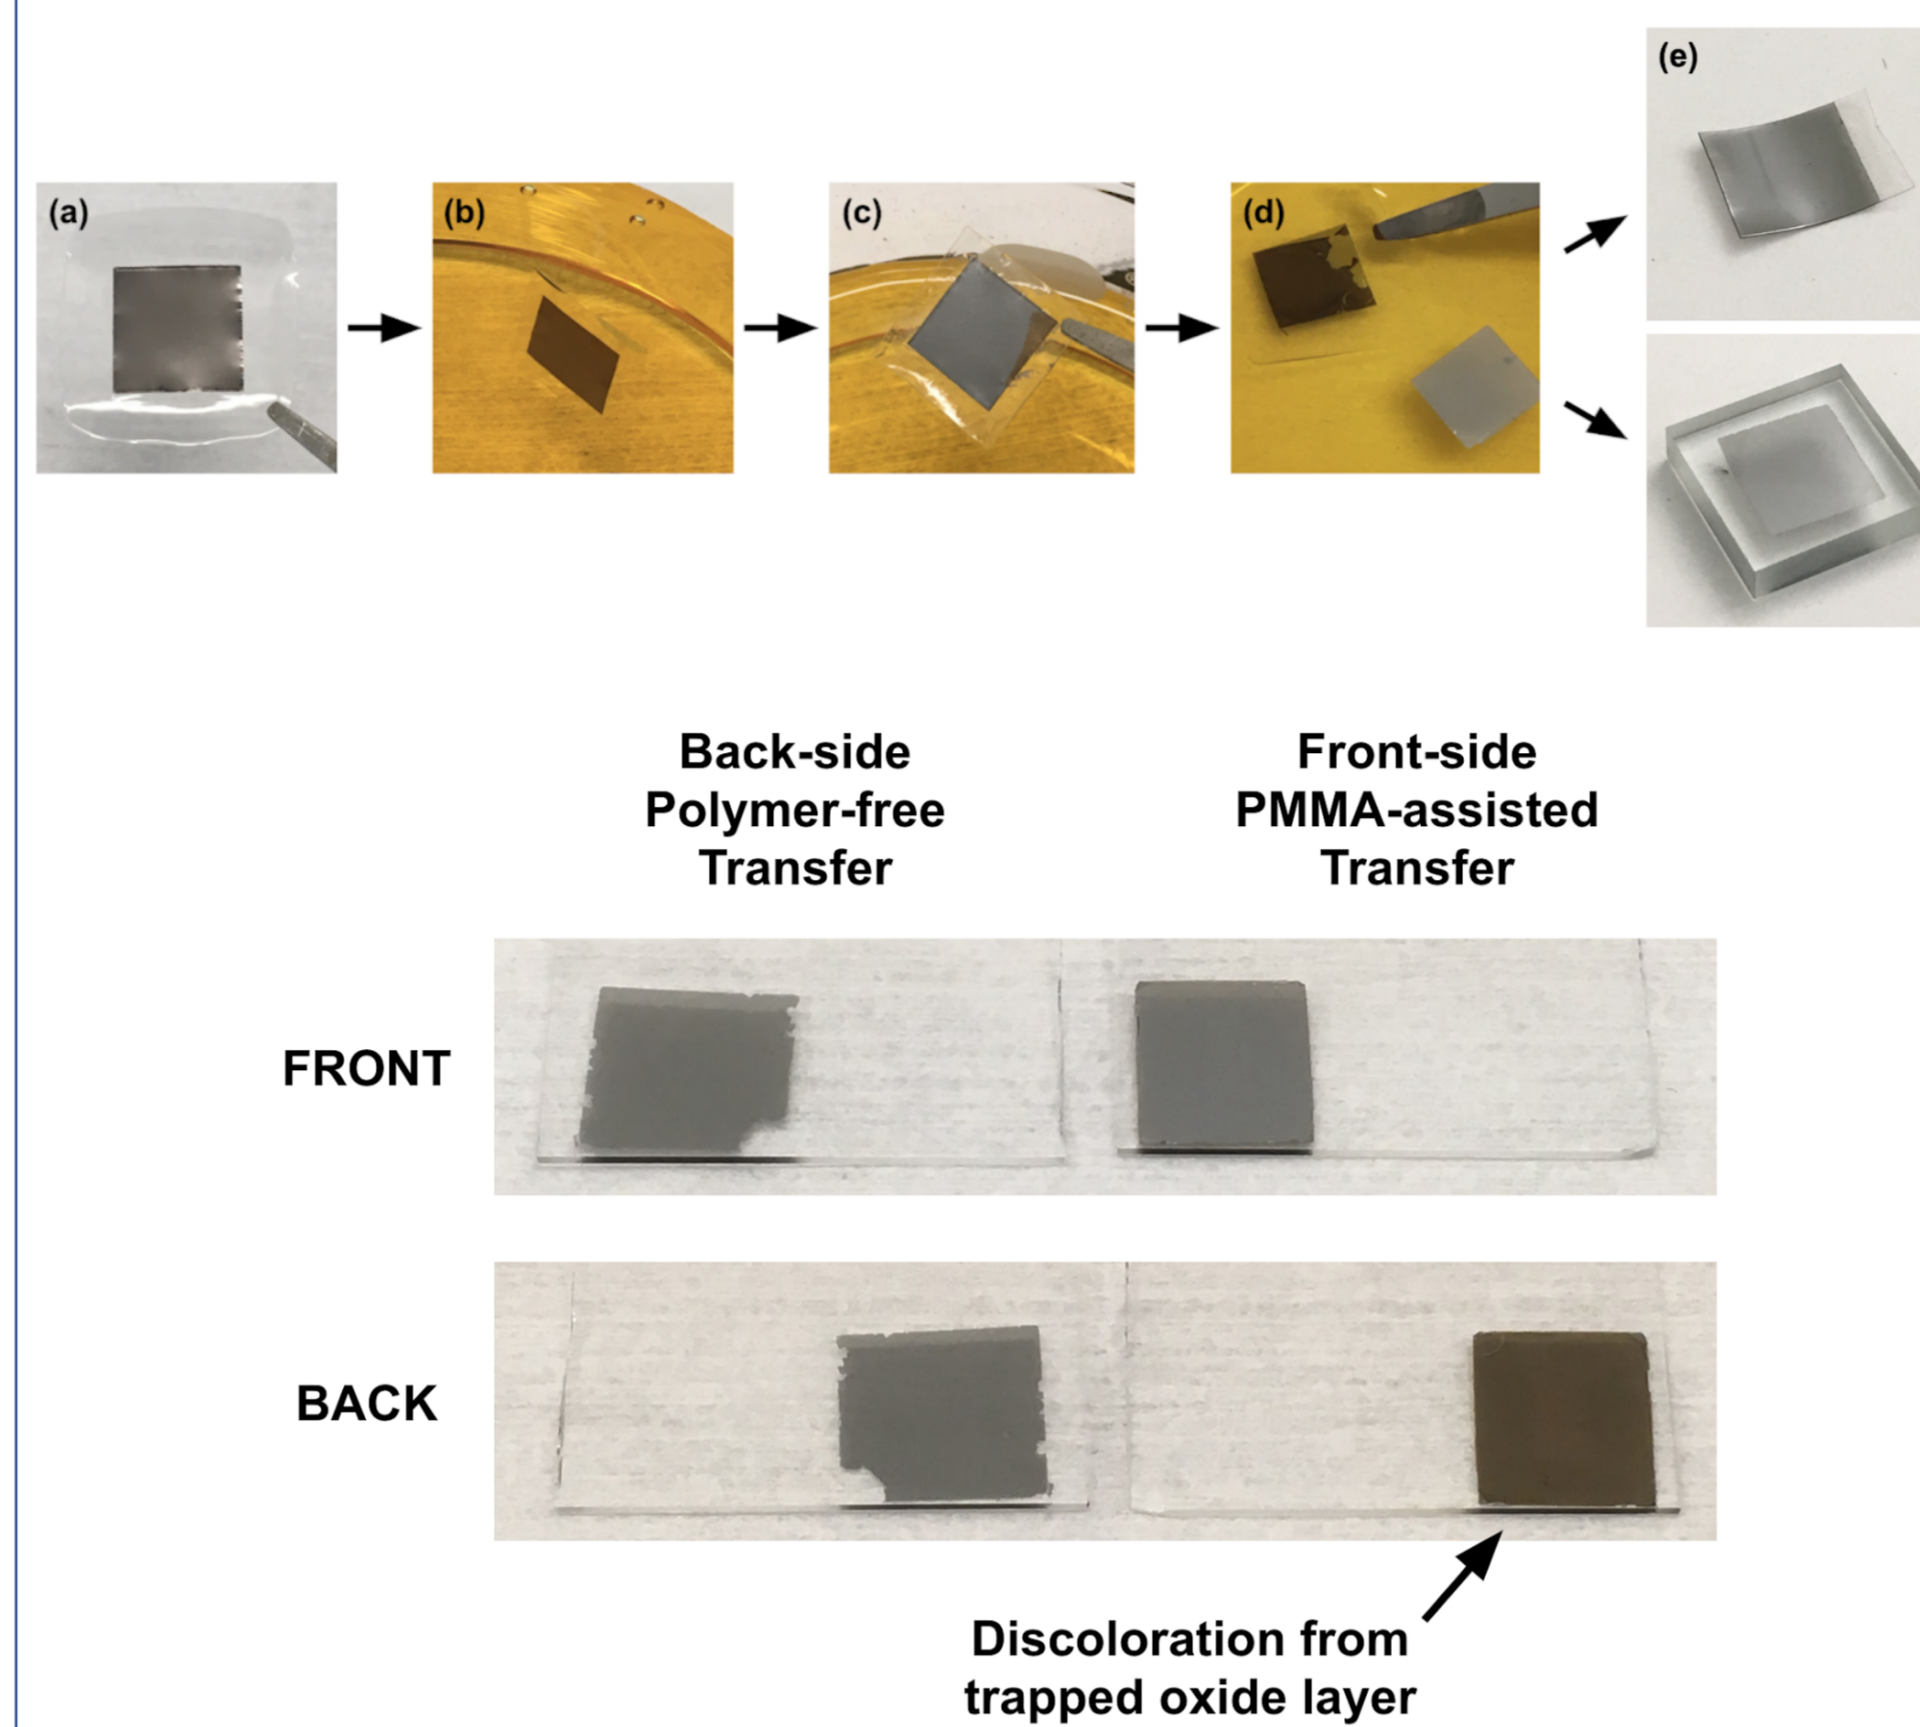 (a)
(b)
(c)
(d)
(e)
Back-side
Polymer-free
Transfer
Front-side
PMMA-assisted
Transfer
FRONT
BACK
Discoloration from
trapped oxide layer